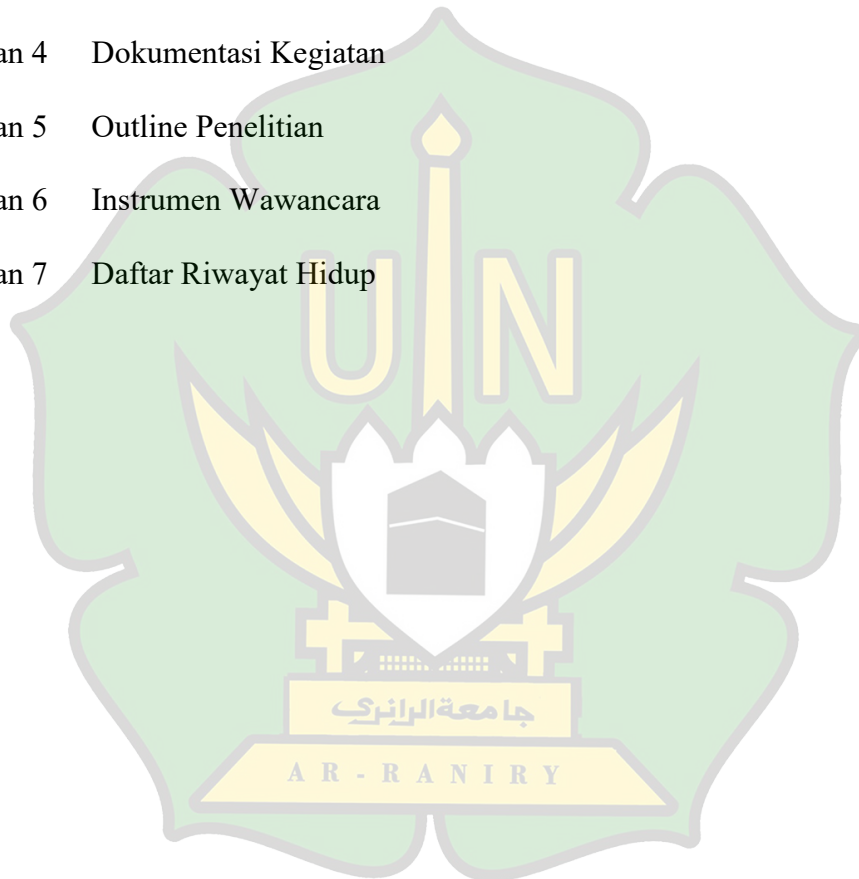 an 4 Dokumentasi Kegiatan
an 5 Outline Penelitian
an 6 Instrumen Wawancara
an 7 Daftar Riwayat Hidup
UIN
جامعةالرانري
AR-RANIRY